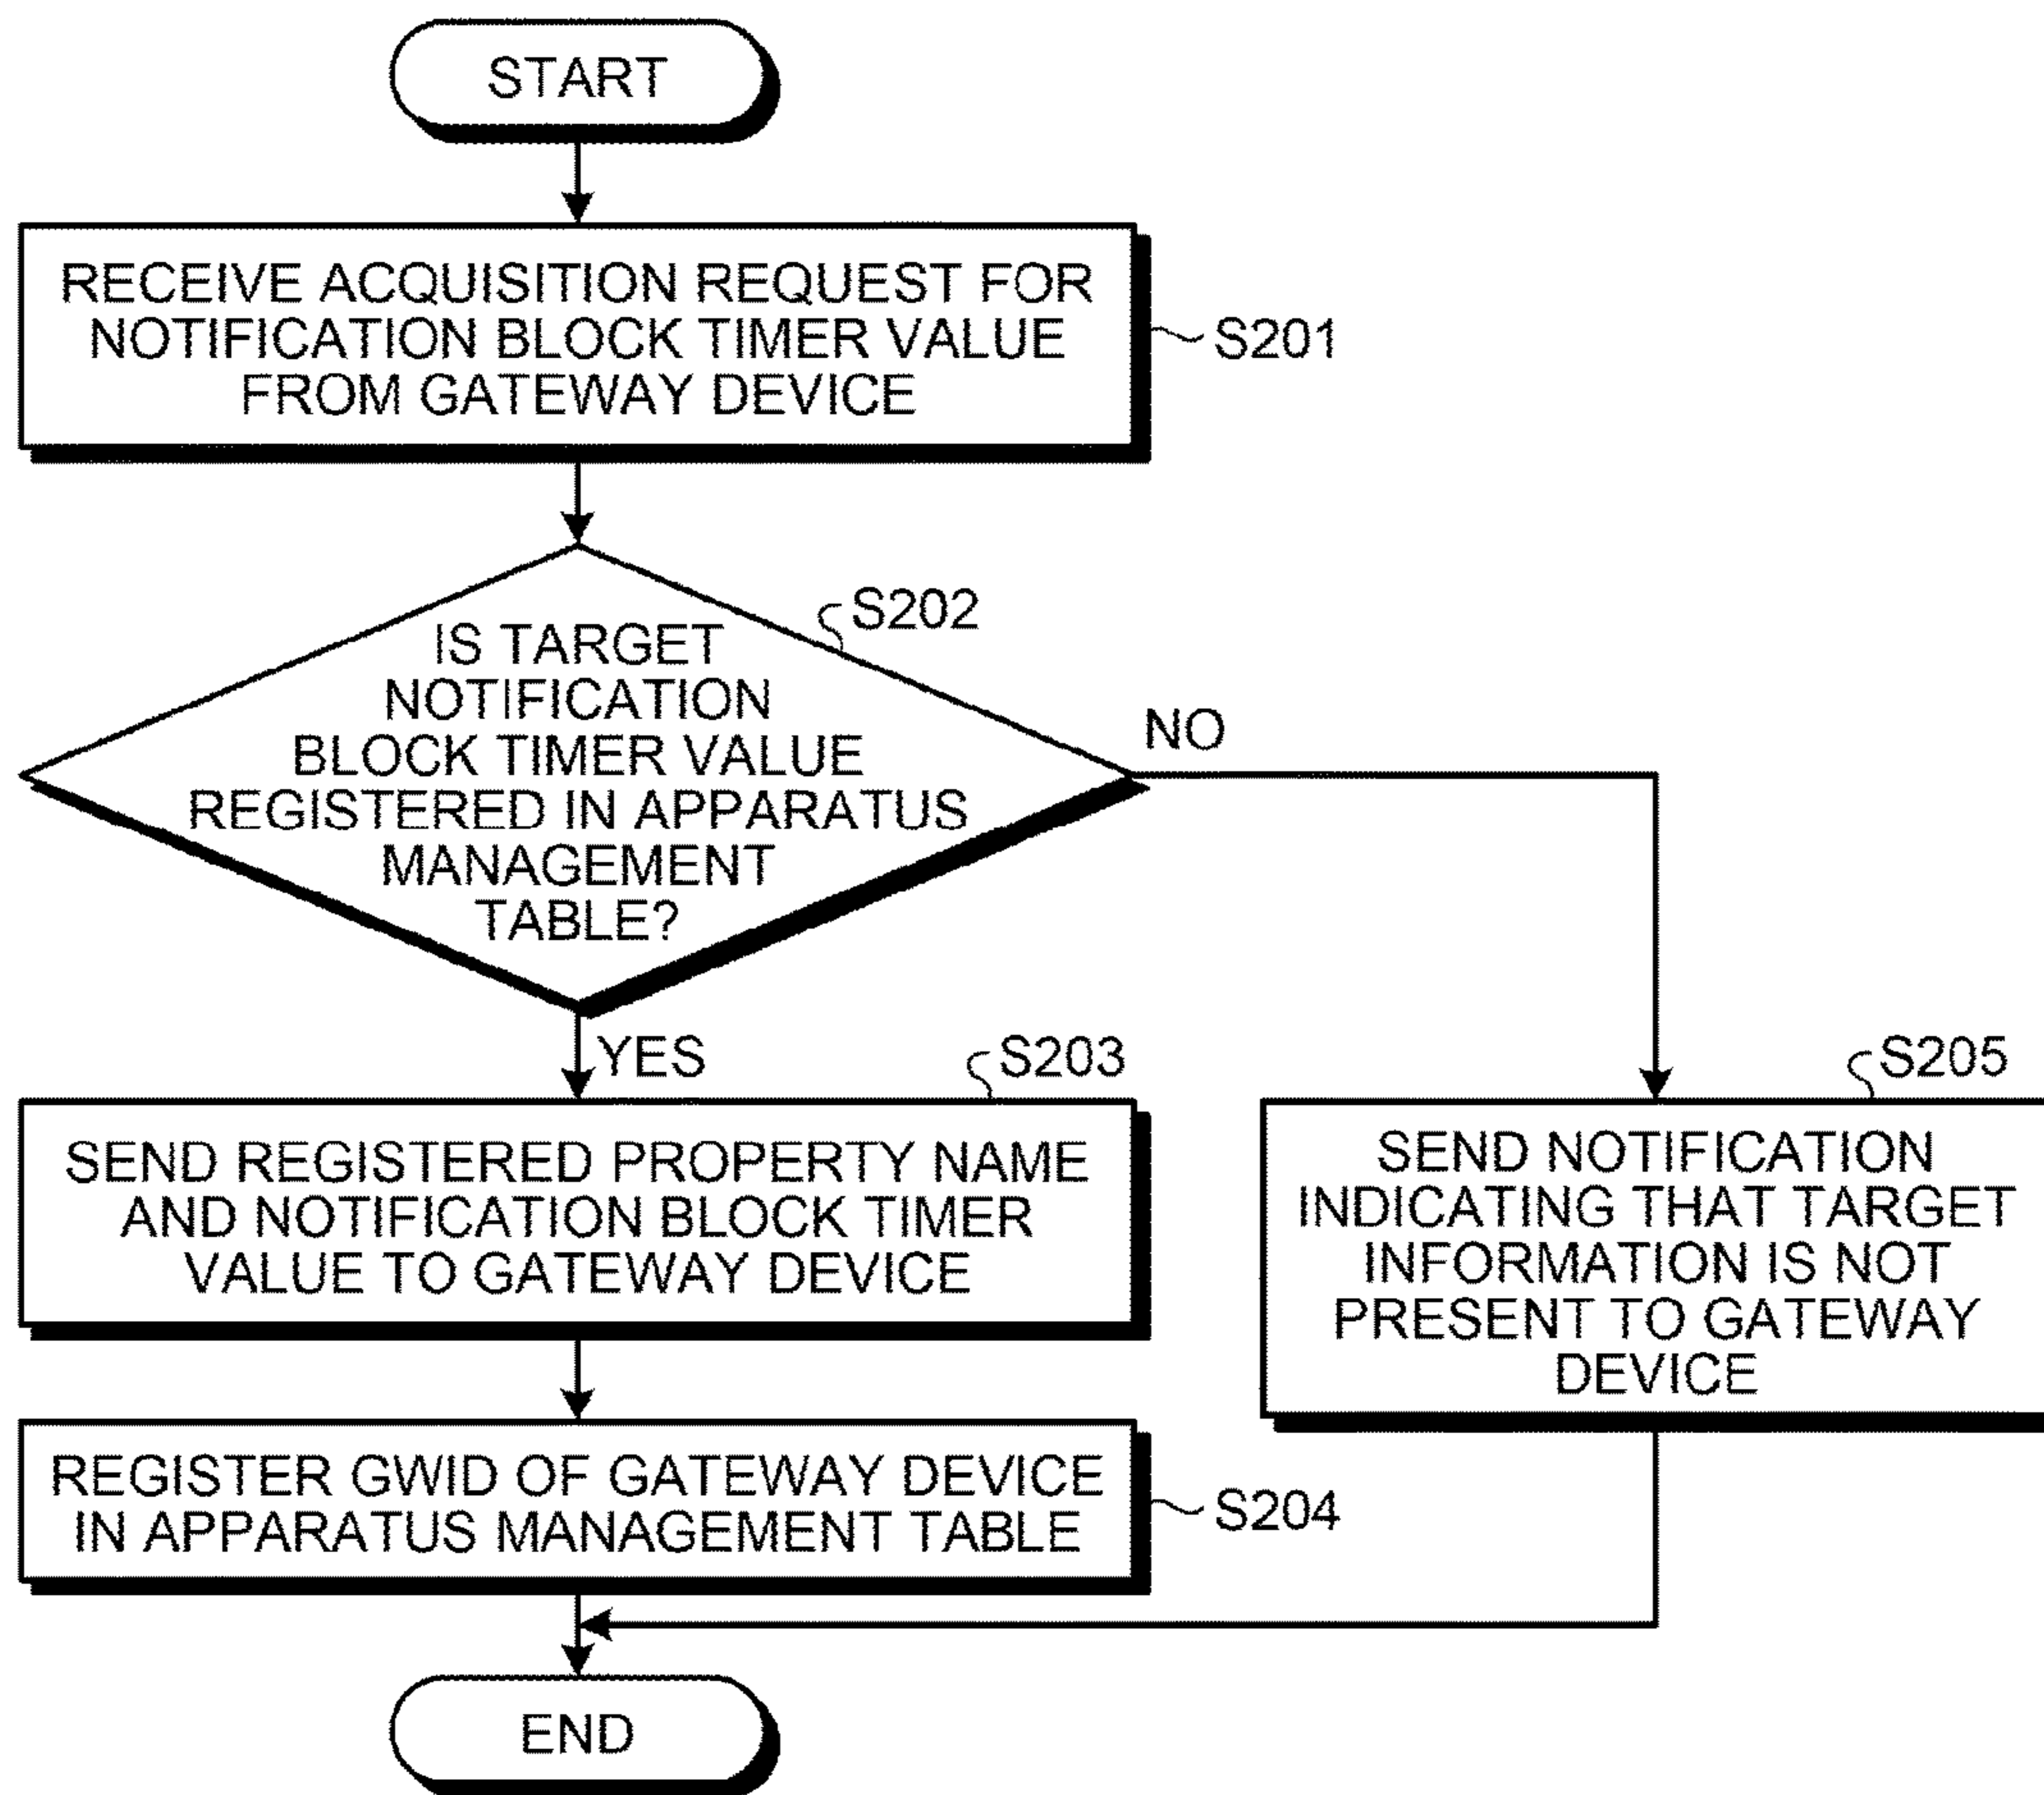 START
RECEIVE ACQUISITION REQUEST FOR
NOTIFICATION BLOCK TIMER VALUE
FROM GATEWAY DEVICE
S201
S202
IS TARGET
NOTIFICATION
BLOCK TIMER VALUE
REGISTERED IN APPARATUS
MANAGEMENT
TABLE?
NO
YES
S203
SEND REGISTERED PROPERTY NAME
AND NOTIFICATION BLOCK TIMER
VALUE TO GATEWAY DEVICE
S205
SEND NOTIFICATION
INDICATING THAT TARGET
INFORMATION IS NOT
PRESENT TO GATEWAY
DEVICE
REGISTER GWID OF GATEWAY DEVICE
IN APPARATUS MANAGEMENT TABLE
S204
END